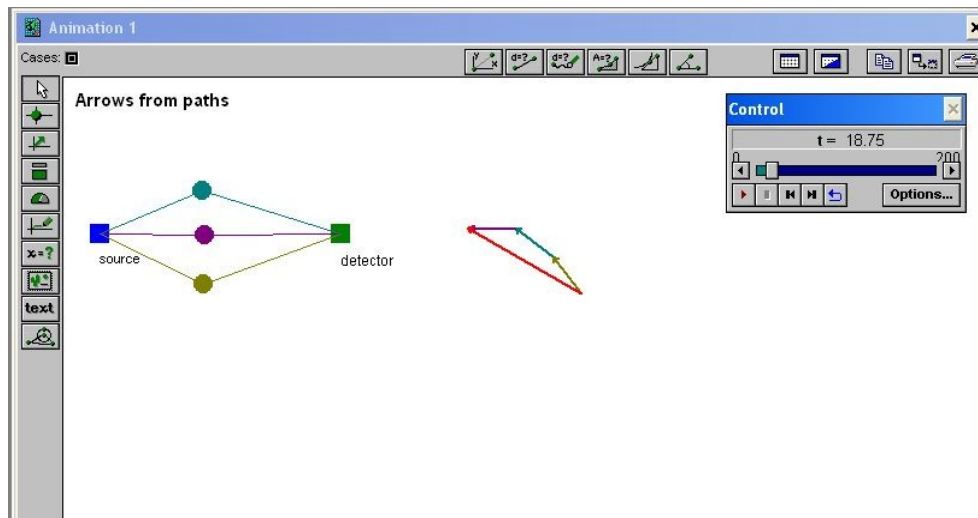 Animation 1
Cases:
y x d=? d=? A=?
Arrows from paths
Control
t = 18.75
0 200
Options...
source
detector
x=?
text